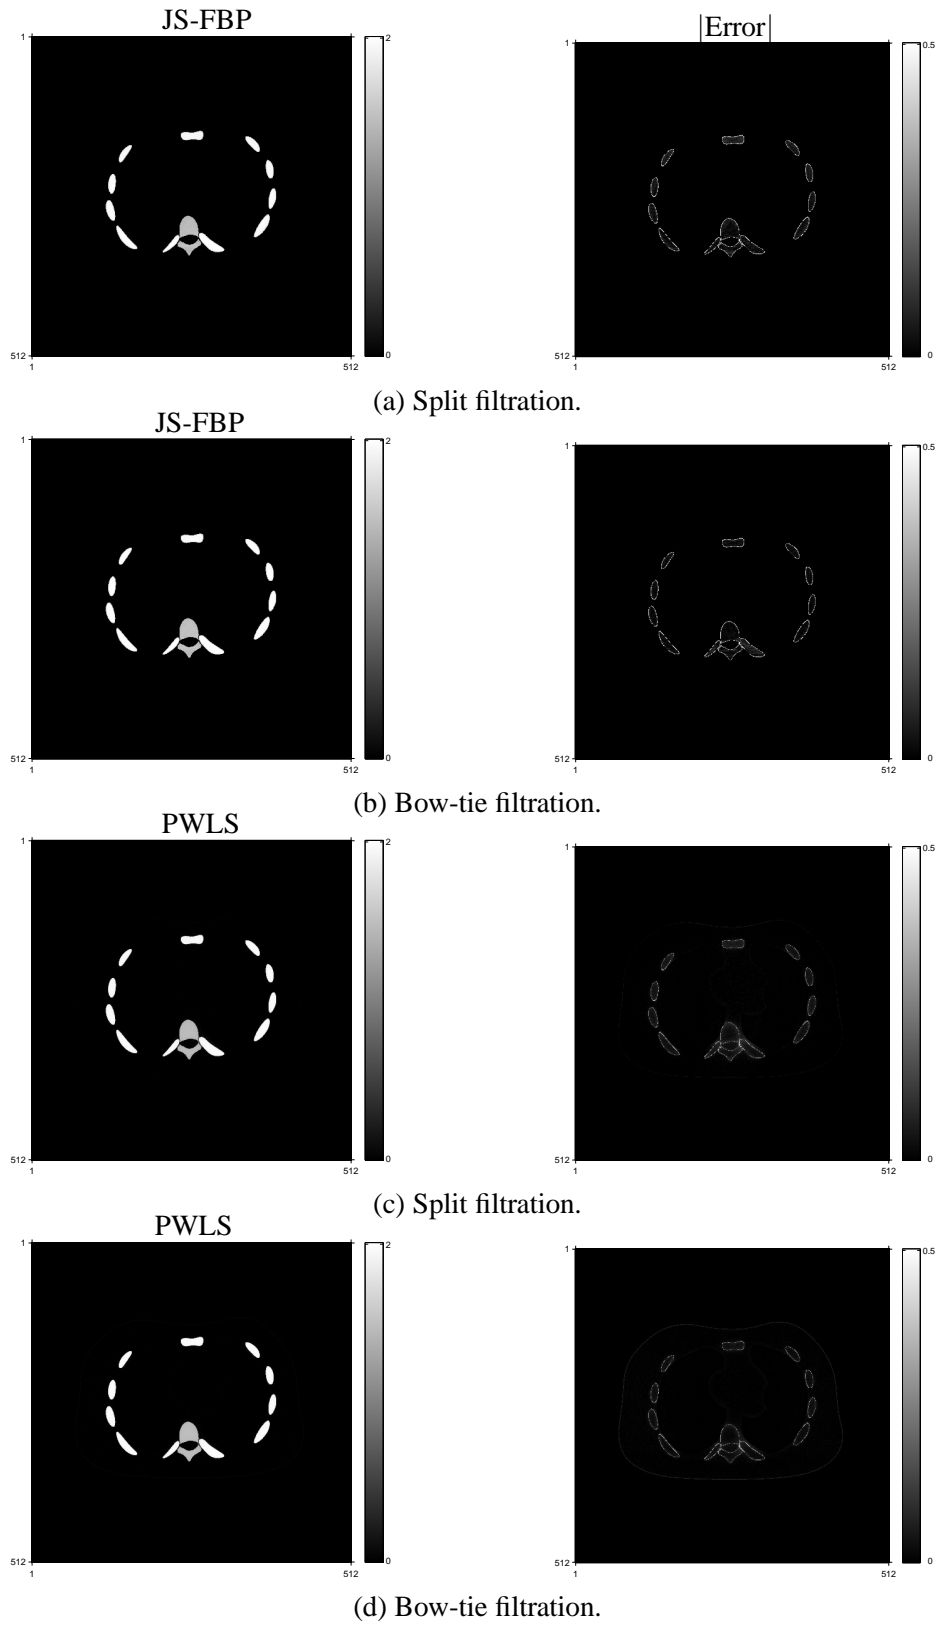 JS-FBP |Error|
1 2 1 0.5
512 0 512 0
1 512 1 512
(a) Split filtration.
JS-FBP
1 2 1 0.5
512 0 512 0
1 512 1 512
(b) Bow-tie filtration.
PWLS
1 2 1 0.5
512 0 512 0
1 512 1 512
(c) Split filtration.
PWLS
1 2 1 0.5
512 0 512 0
1 512 1 512
(d) Bow-tie filtration.